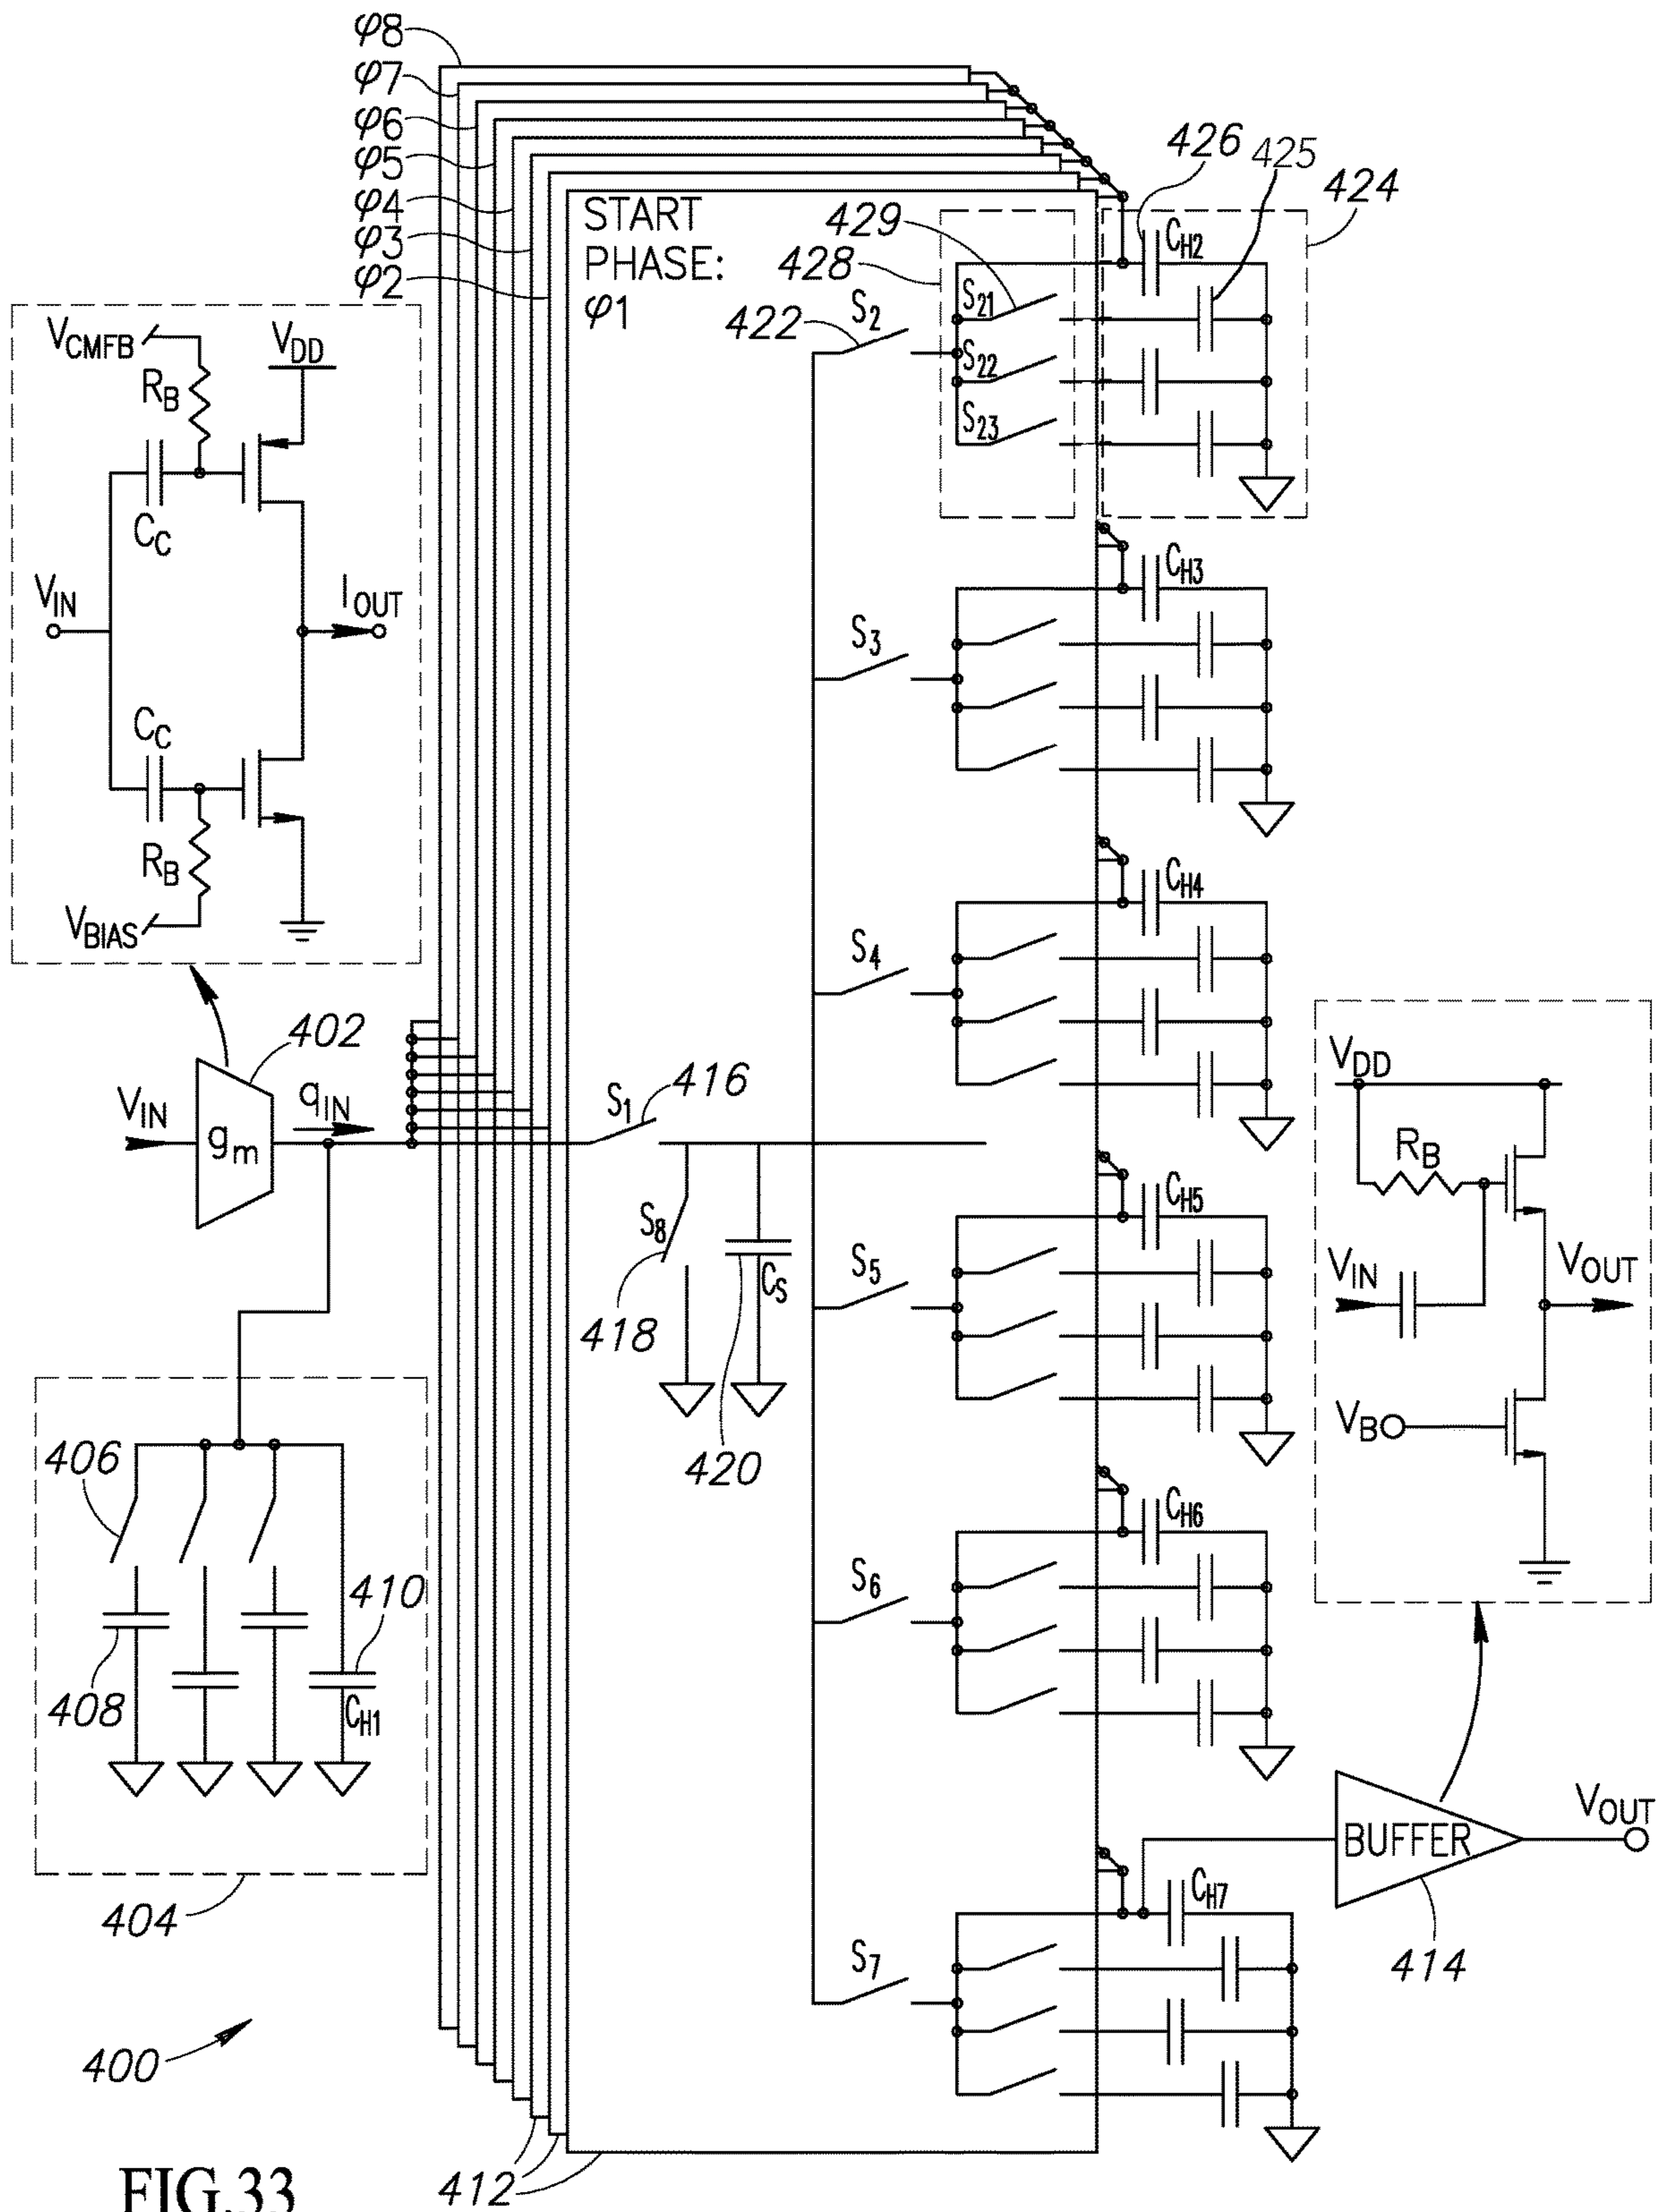 φ8
φ7
φ6
φ5
φ4
φ3
φ2
START
PHASE:
φ1
426
425
424
429
428
422
CH2
S2
S21
S22
S23
VCMFB
VDD
RB
CC
VIN
IOUT
CC
RB
VBIAS
CH3
S3
CH4
S4
402
VIN
gm
qIN
S1
416
S8
418
CS
420
CH5
S5
CH6
S6
CH7
S7
VDD
RB
VIN
VOUT
VB
406
408
410
CH1
404
BUFFER
VOUT
414
400
412
FIG.33